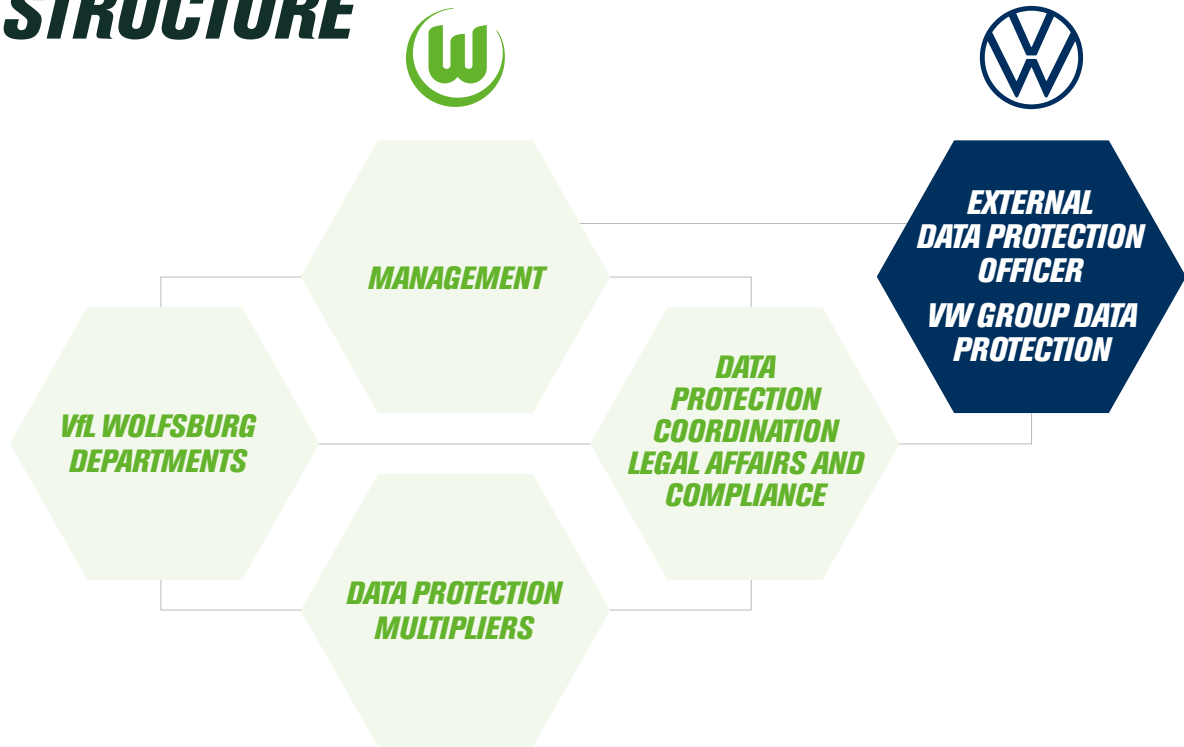 STRUCTURE
MANAGEMENT
EXTERNAL
DATA PROTECTION
OFFICER
VW GROUP DATA
PROTECTION
VfL WOLFSBURG
DEPARTMENTS
DATA
PROTECTION
COORDINATION
LEGAL AFFAIRS AND
COMPLIANCE
DATA PROTECTION
MULTIPLIERS